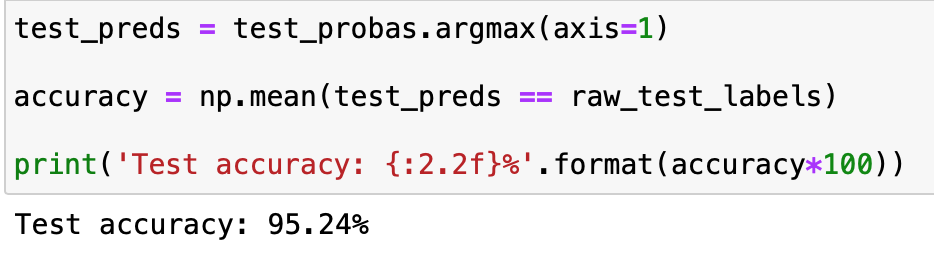 test_preds = test_probas.argmax(axis=1)
accuracy = np.mean(test_preds == raw_test_labels)
print('Test accuracy: {:2.2f}%'.format(accuracy*100))
Test accuracy: 95.24%